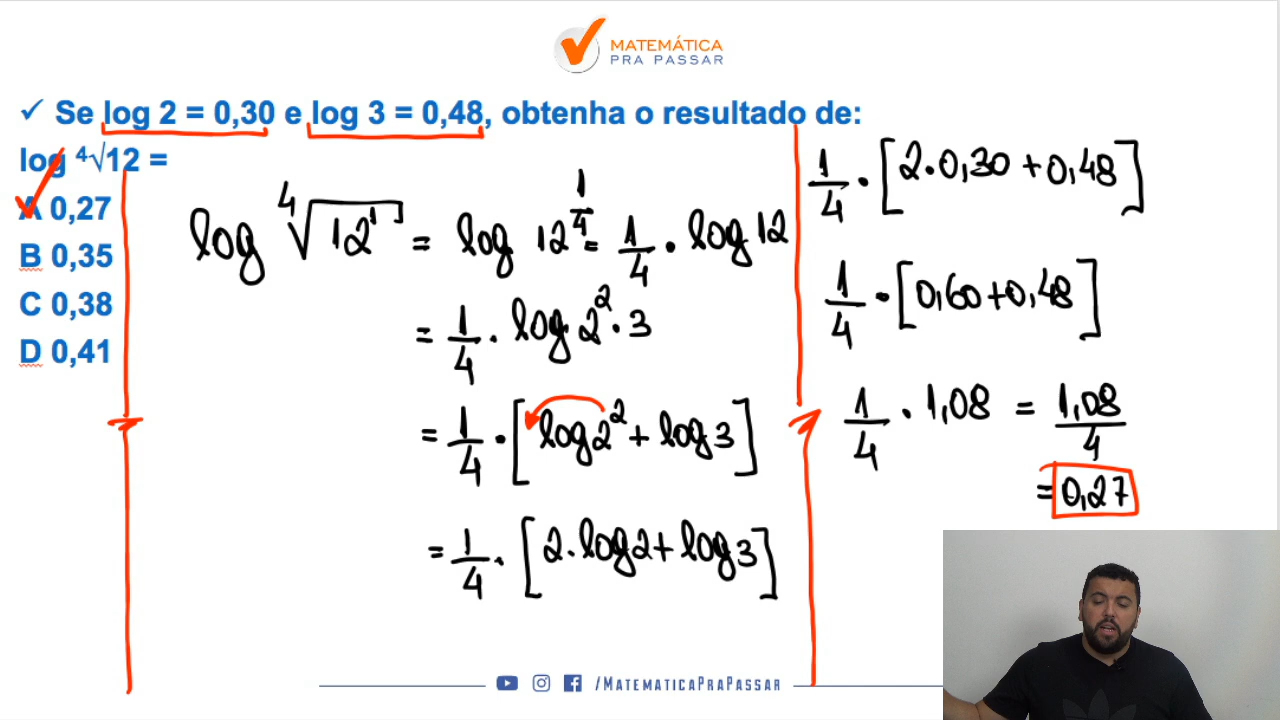 MATEMÁTICA
PRA PASSAR
✓ Se log 2 = 0,30 e log 3 = 0,48, obtenha o resultado de:
log ⁴√12 =
A 0,27
B 0,35
C 0,38
D 0,41
log ⁴√12¹ = log 12^(1/4) = 1/4 · log 12
= 1/4 · log 2² · 3
= 1/4 · [log 2² + log 3]
= 1/4 · [2 · log 2 + log 3]
1/4 · [2 · 0,30 + 0,48]
1/4 · [0,60 + 0,48]
1/4 · 1,08 = 1,08/4
= 0,27
/MATEMATICAPRAPASSAR